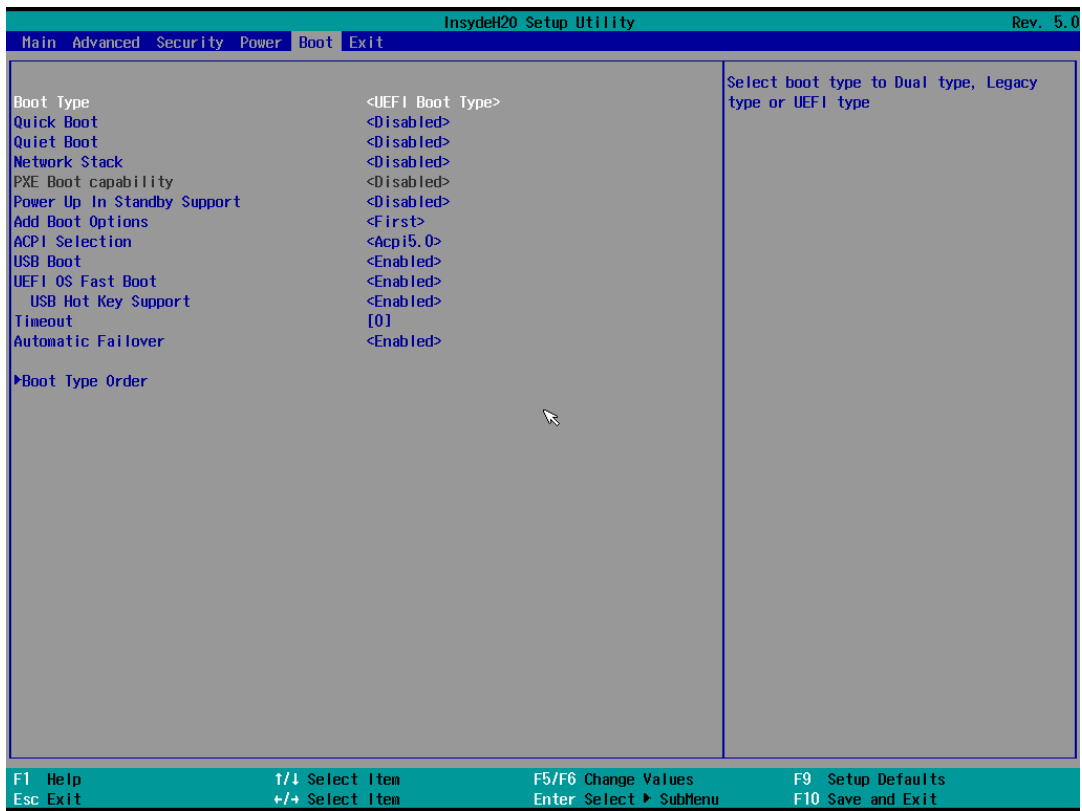 InsydeH20 Setup Utility Rev. 5.0
Main Advanced Security Power Boot Exit
Boot Type <UEFI Boot Type>
Quick Boot <Disabled>
Quiet Boot <Disabled>
Network Stack <Disabled>
PXE Boot capability <Disabled>
Power Up In Standby Support <Disabled>
Add Boot Options <First>
ACPI Selection <Acpi5.0>
USB Boot <Enabled>
UEFI OS Fast Boot <Enabled>
USB Hot Key Support <Enabled>
Timeout [0]
Automatic Failover <Enabled>
▶Boot Type Order
Select boot type to Dual type, Legacy
type or UEFI type
F1 Help ↑/↓ Select Item F5/F6 Change Values F9 Setup Defaults
Esc Exit ←/→ Select Item Enter Select ▶ SubMenu F10 Save and Exit